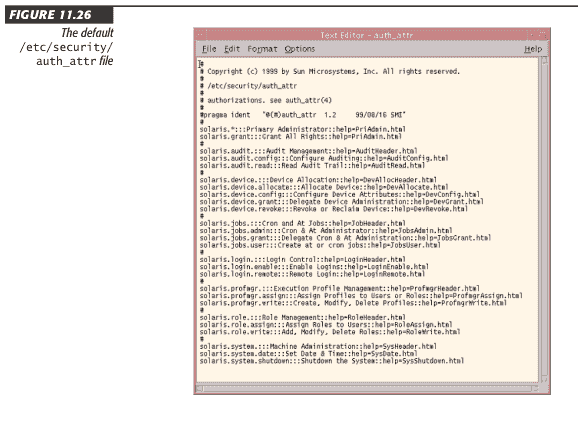 FIGURE 11.26
The default
/etc/security/
auth_attr file
Text Editor - auth_attr
File Edit Format Options Help
#
# Copyright (c) 1999 by Sun Microsystems, Inc. All rights reserved.
#
# /etc/security/auth_attr
#
# authorizations. see auth_attr(4)
#
#pragma ident "@(#)auth_attr 1.2 99/08/16 SMI"
#
solaris.*:::Primary Administrator::help=PriAdmin.html
solaris.grant:::Grant All Rights::help=PriAdmin.html
#
solaris.audit.:::Audit Management::help=AuditHeader.html
solaris.audit.config:::Configure Auditing::help=AuditConfig.html
solaris.audit.read:::Read Audit Trail::help=AuditRead.html
#
solaris.device.:::Device Allocation::help=DevAllocHeader.html
solaris.device.allocate:::Allocate Device::help=DevAllocate.html
solaris.device.config:::Configure Device Attributes::help=DevConfig.html
solaris.device.grant:::Delegate Device Administration::help=DevGrant.html
solaris.device.revoke:::Revoke or Reclaim Device::help=DevRevoke.html
#
solaris.jobs.:::Cron and At Jobs::help=JobHeader.html
solaris.jobs.admin:::Cron & At Administrator::help=JobsAdmin.html
solaris.jobs.grant:::Delegate Cron & At Administration::help=JobsGrant.html
solaris.jobs.user:::Create at or cron jobs::help=JobsUser.html
#
solaris.login.:::Login Control::help=LoginHeader.html
solaris.login.enable:::Enable Logins::help=LoginEnable.html
solaris.login.remote:::Remote Login::help=LoginRemote.html
#
solaris.profmgr.:::Execution Profile Management::help=ProfmgrHeader.html
solaris.profmgr.assign:::Assign Profiles to Users or Roles::help=ProfmgrAssign.html
solaris.profmgr.write:::Create, Modify, Delete Profiles::help=ProfmgrWrite.html
#
solaris.role.:::Role Management::help=RoleHeader.html
solaris.role.assign:::Assign Roles to Users::help=RoleAssign.html
solaris.role.write:::Add, Modify, Delete Roles::help=RoleWrite.html
#
solaris.system.:::Machine Administration::help=SysHeader.html
solaris.system.date:::Set Date & Time::help=SysDate.html
solaris.system.shutdown:::Shutdown the System::help=SysShutdown.html